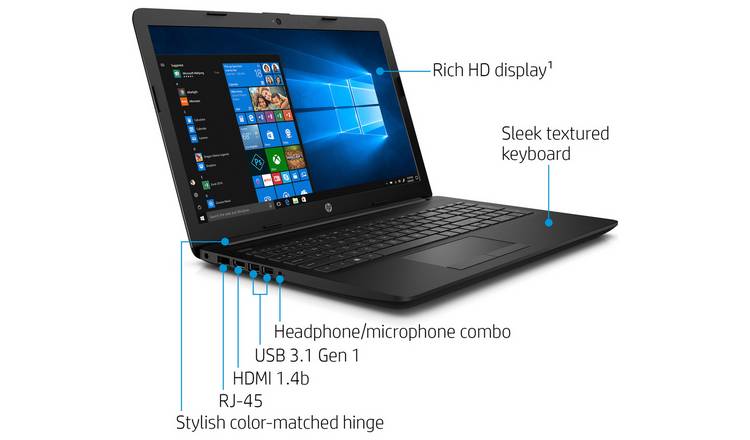 Rich HD display¹
Sleek textured
keyboard
hp
Headphone/microphone combo
USB 3.1 Gen 1
HDMI 1.4b
RJ-45
Stylish color-matched hinge